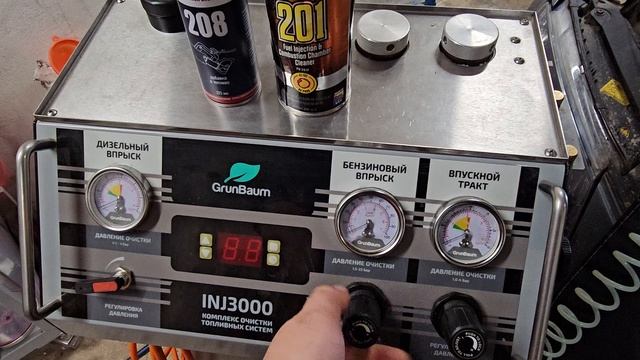 208
201
Fuel Injection &
Combustion Chamber
Cleaner
ДИЗЕЛЬНЫЙ
ВПРЫСК
GrunBaum
БЕНЗИНОВЫЙ
ВПРЫСК
ВПУСКНОЙ
ТРАКТ
GrunBaum
GrunBaum
GrunBaum
ДАВЛЕНИЕ ОЧИСТКИ
ДАВЛЕНИЕ ОЧИСТКИ
ДАВЛЕНИЕ ОЧИСТКИ
88
INJ3000
КОМПЛЕКС ОЧИСТКИ
ТОПЛИВНЫХ СИСТЕМ
РЕГУЛИРОВКА
ДАВЛЕНИЯ